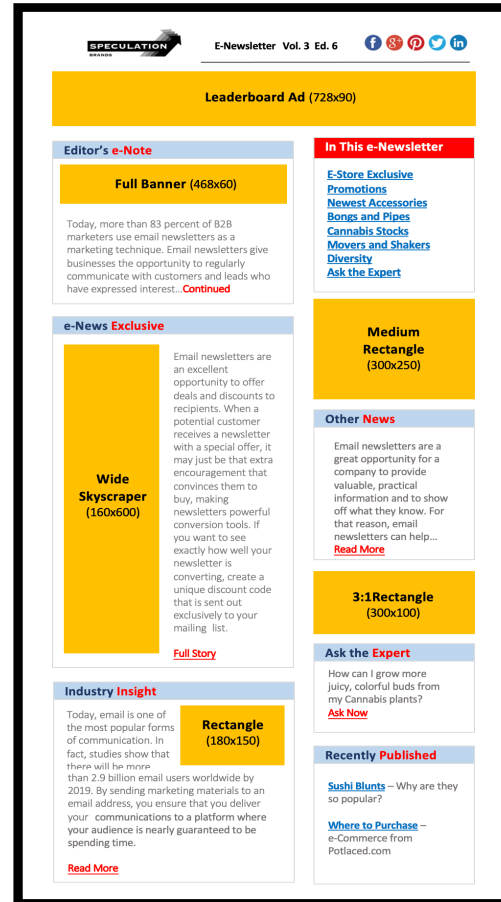 SPECULATION
BRANDS
E-Newsletter Vol. 3 Ed. 6
Leaderboard Ad (728x90)
Editor's e-Note
Full Banner (468x60)
Today, more than 83 percent of B2B
marketers use email newsletters as a
marketing technique. Email newsletters give
businesses the opportunity to regularly
communicate with customers and leads who
have expressed interest...Continued
e-News Exclusive
Wide
Skyscraper
(160x600)
Email newsletters are
an excellent
opportunity to offer
deals and discounts to
recipients. When a
potential customer
receives a newsletter
with a special offer, it
may just be that extra
encouragement that
convinces them to
buy, making
newsletters powerful
conversion tools. If
you want to see
exactly how well your
newsletter is
converting, create a
unique discount code
that is sent out
exclusively to your
mailing list.
Full Story
Industry Insight
Today, email is one of
the most popular forms
of communication. In
fact, studies show that
there will be more
Rectangle
(180x150)
than 2.9 billion email users worldwide by
2019. By sending marketing materials to an
email address, you ensure that you deliver
your communications to a platform where
your audience is nearly guaranteed to be
spending time.
Read More
In This e-Newsletter
E-Store Exclusive
Promotions
Newest Accessories
Bongs and Pipes
Cannabis Stocks
Movers and Shakers
Diversity
Ask the Expert
Medium
Rectangle
(300x250)
Other News
Email newsletters are a
great opportunity for a
company to provide
valuable, practical
information and to show
off what they know. For
that reason, email
newsletters can help...
Read More
3:1Rectangle
(300x100)
Ask the Expert
How can I grow more
juicy, colorful buds from
my Cannabis plants?
Ask Now
Recently Published
Sushi Blunts – Why are they
so popular?
Where to Purchase –
e-Commerce from
Potlaced.com